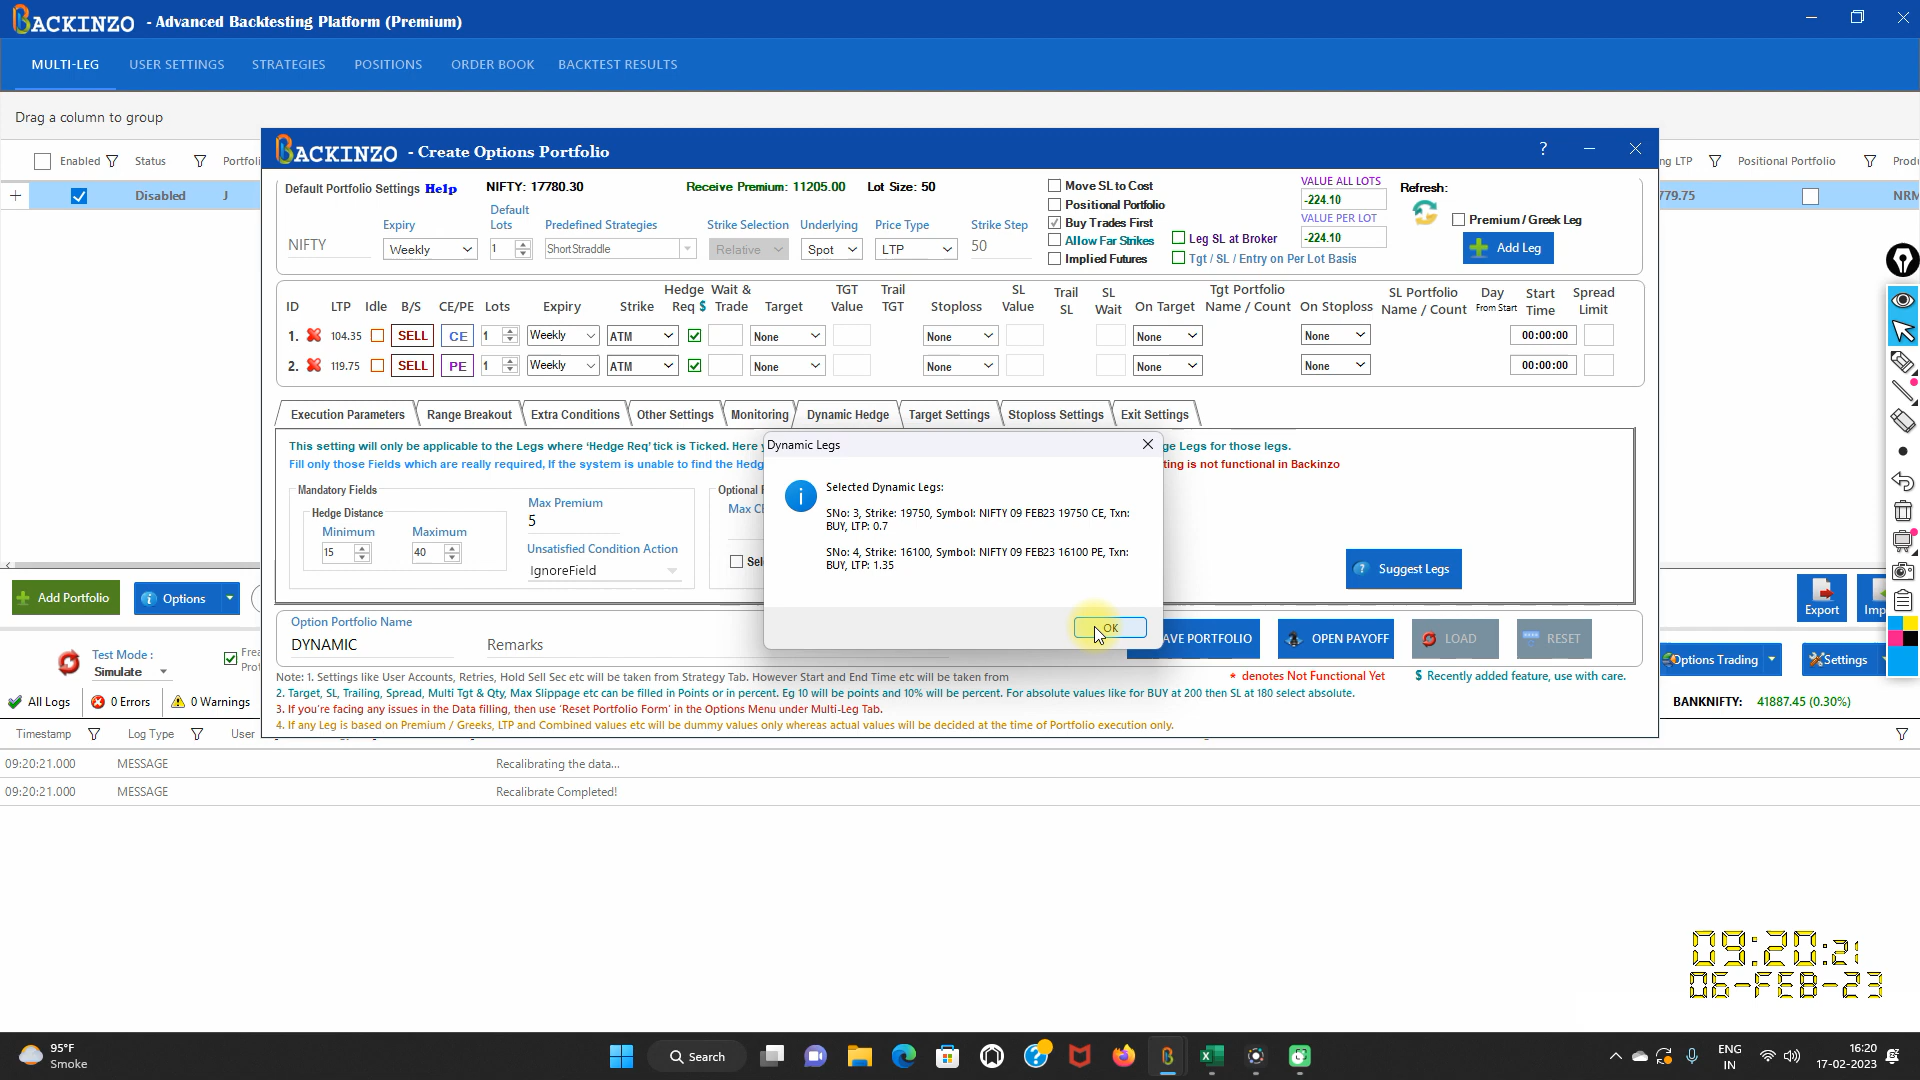 BACKINZO - Advanced Backtesting Platform (Premium)
MULTI-LEG USER SETTINGS STRATEGIES POSITIONS ORDER BOOK BACKTEST RESULTS
Drag a column to group
Enabled Status Portfoli
ng LTP Positional Portfolio Produ
Disabled J
779.75 NRM
BACKINZO - Create Options Portfolio ?
Default Portfolio Settings Help NIFTY: 17780.30 Receive Premium: 11205.00 Lot Size: 50
NIFTY
Expiry
Weekly
Default
Lots
1
Predefined Strategies
ShortStraddle
Strike Selection
Relative
Underlying
Spot
Price Type
LTP
Strike Step
50
Move SL to Cost
Positional Portfolio
Buy Trades First
Allow Far Strikes
Implied Futures
Leg SL at Broker
Tgt / SL / Entry on Per Lot Basis
VALUE ALL LOTS
-224.10
VALUE PER LOT
-224.10
Refresh:
Premium / Greek Leg
Add Leg
ID LTP Idle B/S CE/PE Lots Expiry Strike Hedge Req $ Wait & Trade Target TGT Value Trail TGT Stoploss SL Value Trail SL SL Wait On Target Tgt Portfolio Name / Count On Stoploss SL Portfolio Name / Count Day From Start Start Time Spread Limit
1. 104.35 SELL CE 1 Weekly ATM None None None None 00:00:00
2. 119.75 SELL PE 1 Weekly ATM None None None None 00:00:00
Execution Parameters Range Breakout Extra Conditions Other Settings Monitoring Dynamic Hedge Target Settings Stoploss Settings Exit Settings
This setting will only be applicable to the Legs where 'Hedge Req' tick is Ticked. Here y
ge Legs for those legs.
Fill only those Fields which are really required, If the system is unable to find the Hedg
ting is not functional in Backinzo
Mandatory Fields
Hedge Distance
Minimum Maximum
15 40
Max Premium
5
Unsatisfied Condition Action
IgnoreField
Optional F
Max Cl
Sel
Suggest Legs
Dynamic Legs
Selected Dynamic Legs:
SNo: 3, Strike: 19750, Symbol: NIFTY 09 FEB23 19750 CE, Txn:
BUY, LTP: 0.7
SNo: 4, Strike: 16100, Symbol: NIFTY 09 FEB23 16100 PE, Txn:
BUY, LTP: 1.35
OK
Option Portfolio Name
DYNAMIC Remarks
AVE PORTFOLIO OPEN PAYOFF LOAD RESET
Note: 1. Settings like User Accounts, Retries, Hold Sell Sec etc will be taken from Strategy Tab. However Start and End Time etc will be taken from
* denotes Not Functional Yet $ Recently added feature, use with care.
2. Target, SL, Trailing, Spread, Multi Tgt & Qty, Max Slippage etc can be filled in Points or in percent. Eg 10 will be points and 10% will be percent. For absolute values like for BUY at 200 then SL at 180 select absolute.
3. If you're facing any issues in the Data filling, then use 'Reset Portfolio Form' in the Options Menu under Multi-Leg Tab.
4. If any Leg is based on Premium / Greeks, LTP and Combined values etc will be dummy values only whereas actual values will be decided at the time of Portfolio execution only.
Add Portfolio Options
Export Imp
Test Mode :
Simulate
Frea
Prof
Options Trading Settings
All Logs 0 Errors 0 Warnings
BANKNIFTY: 41887.45 (0.30%)
Timestamp Log Type User
09:20:21.000 MESSAGE Recalibrating the data...
09:20:21.000 MESSAGE Recalibrate Completed!
09:20:21
06-FEB-23
95°F
Smoke
Search
ENG
IN
16:20
17-02-2023